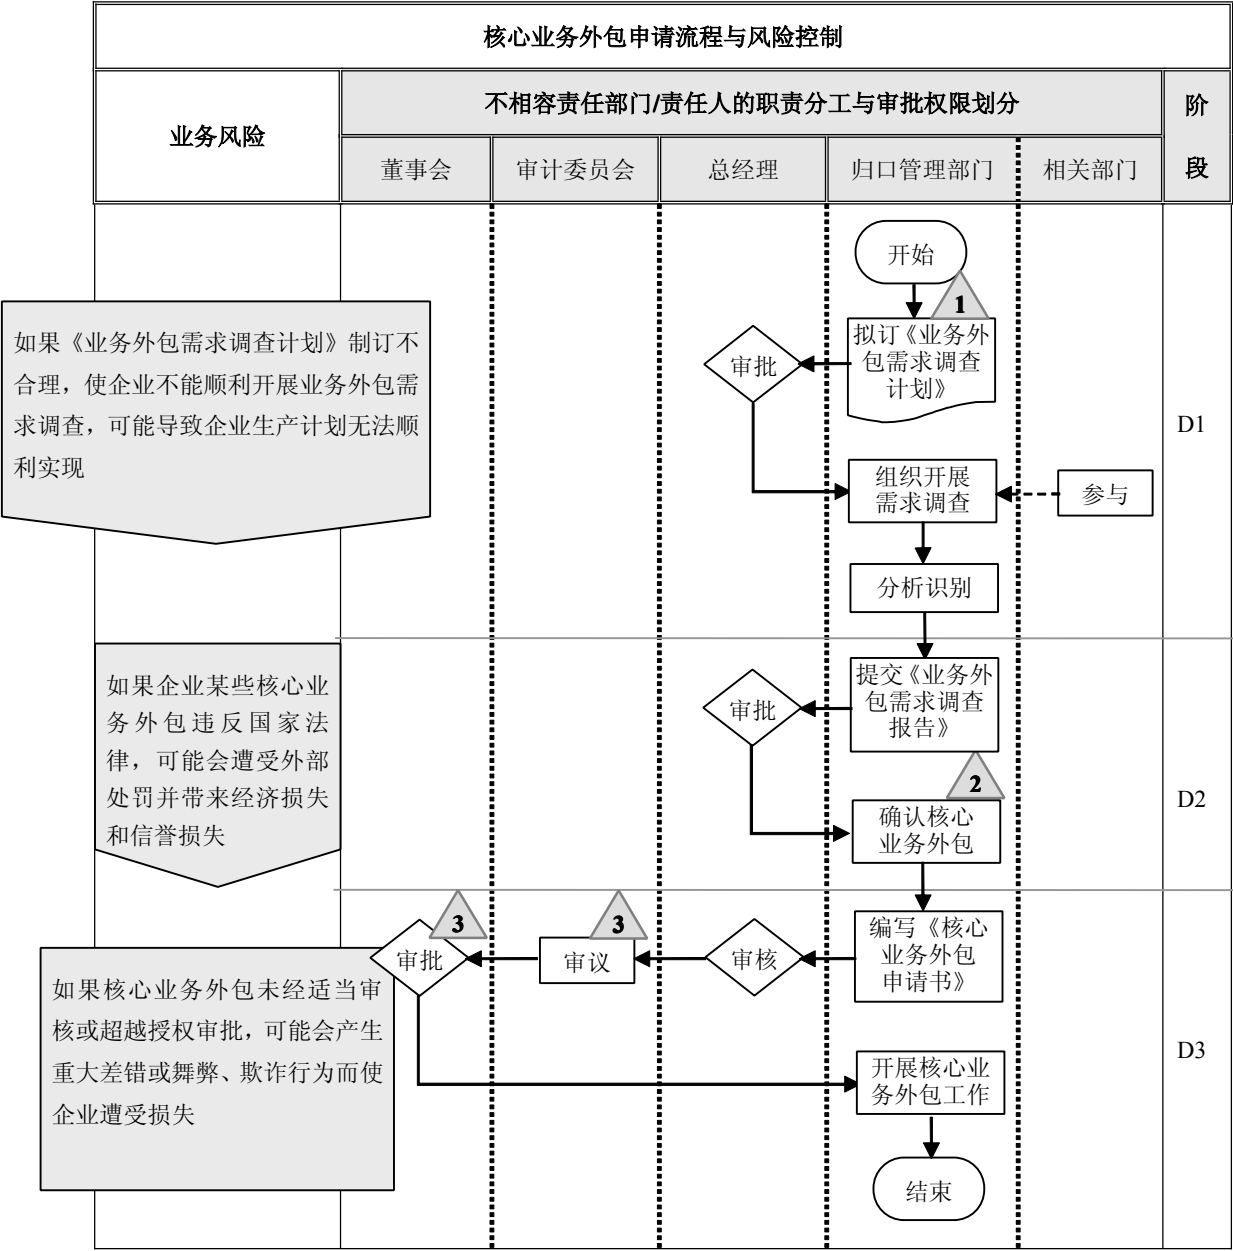 核心业务外包申请流程与风险控制
业务风险
不相容责任部门/责任人的职责分工与审批权限划分
阶
段
董事会
审计委员会
总经理
归口管理部门
相关部门
开始
1
如果《业务外包需求调查计划》制订不
合理，使企业不能顺利开展业务外包需
求调查，可能导致企业生产计划无法顺
利实现
审批
拟订《业务外
包需求调查
计划》
D1
组织开展
需求调查
参与
分析识别
如果企业某些核心业
务外包违反国家法
律，可能会遭受外部
处罚并带来经济损失
和信誉损失
审批
提交《业务外
包需求调查
报告》
2
D2
确认核心
业务外包
如果核心业务外包未经适当审
核或超越授权审批，可能会产生
重大差错或舞弊、欺诈行为而使
企业遭受损失
3
审批
3
审议
审核
编写《核心
业务外包
申请书》
D3
开展核心业
务外包工作
结束